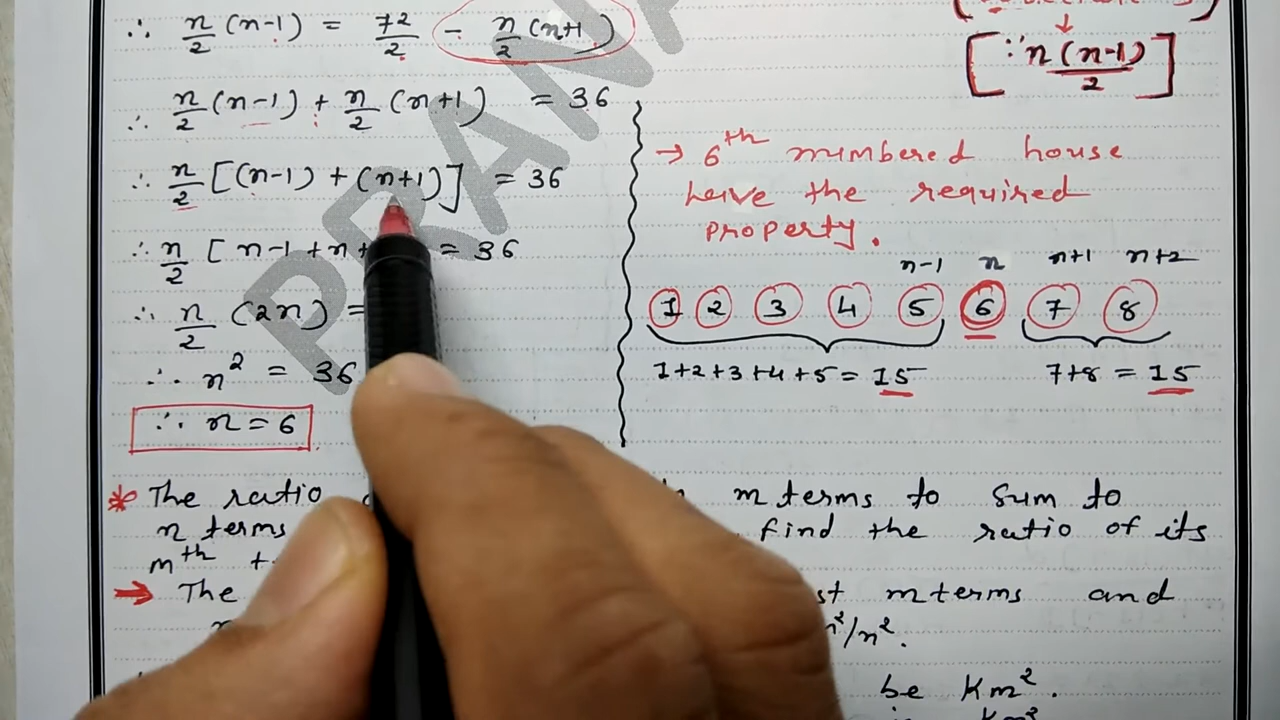 ∴ n/2 (n-1) = 72/2 - n/2 (n+1)
∴ n/2 (n-1) + n/2 (n+1) = 36
∴ n/2 [(n-1) + (n+1)] = 36
∴ n/2 [ n-1 + n+ = 36
∴ n/2 (2n) =
∴ n² = 36
∴ n = 6
[∵ n(n-1)/2]
→ 6th numbered house
have the required
property.
n-1 n n+1 n+2
1 2 3 4 5 6 7 8
1+2+3+4+5 = 15 7+8 = 15
* The ratio m terms to sum to
n terms find the ratio of its
mth
→ The st m terms and
/n².
be Km².
PRANA